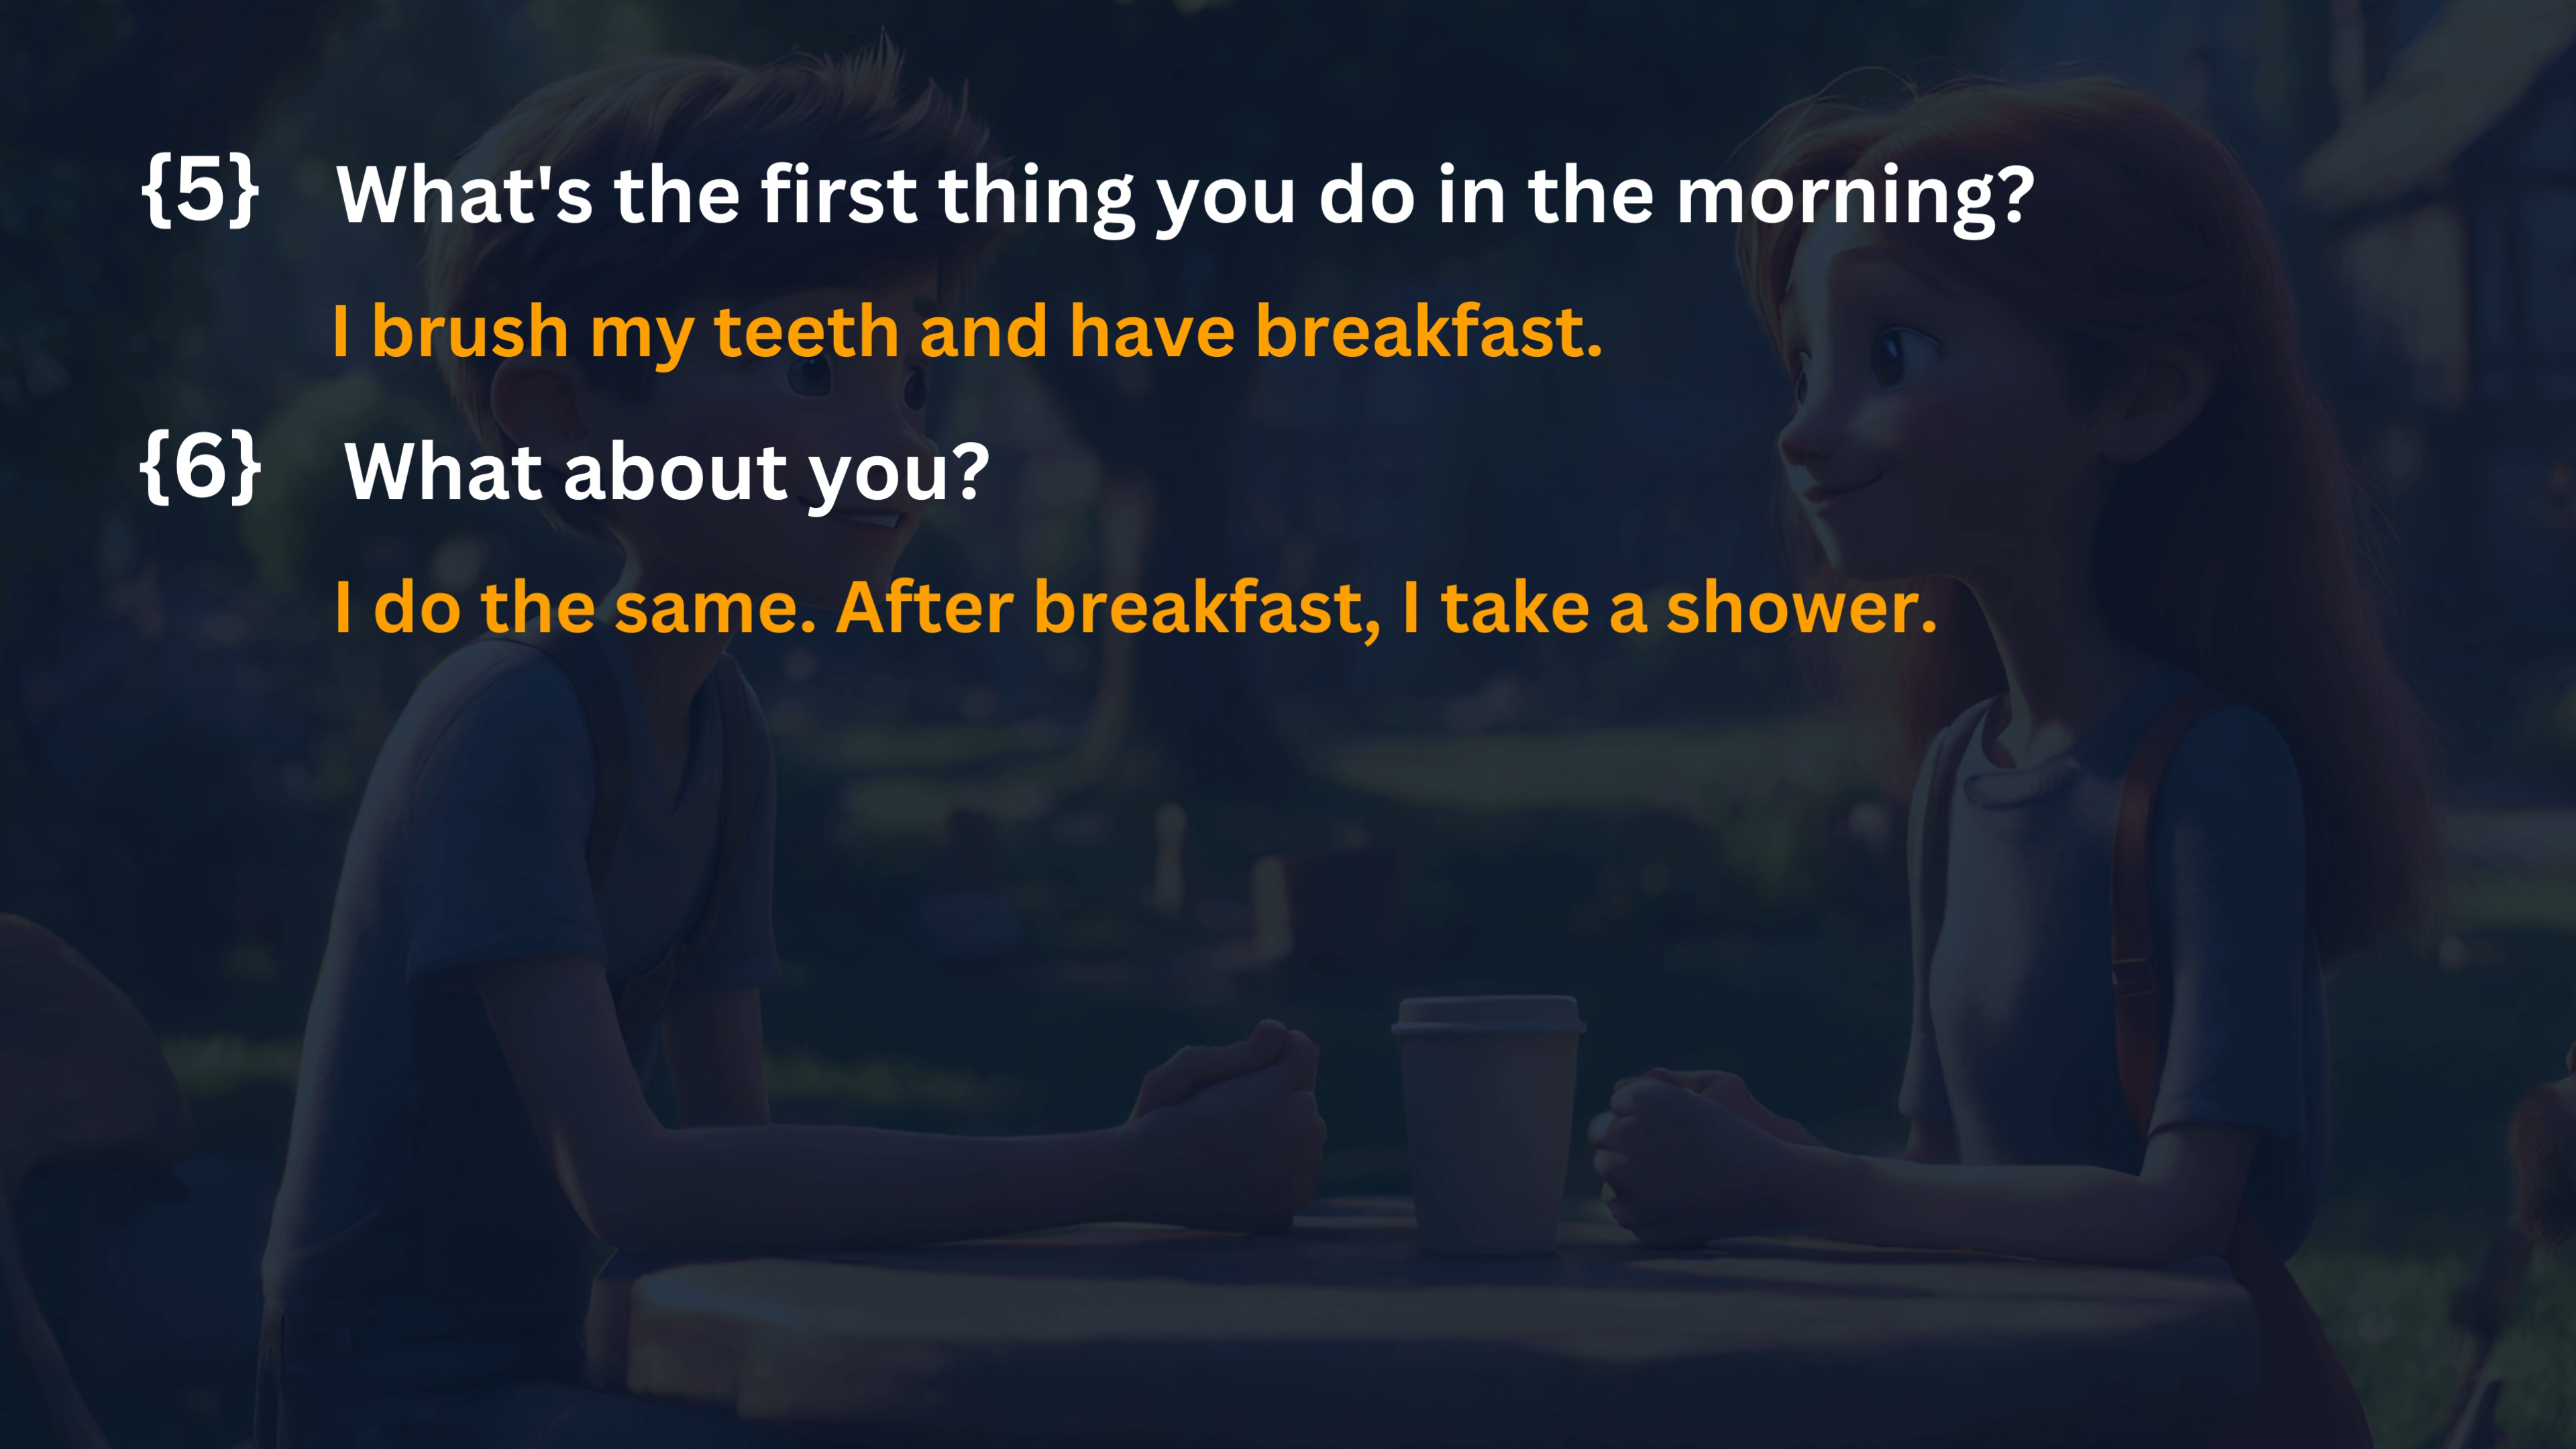 {5} What's the first thing you do in the morning?
I brush my teeth and have breakfast.
{6} What about you?
I do the same. After breakfast, I take a shower.